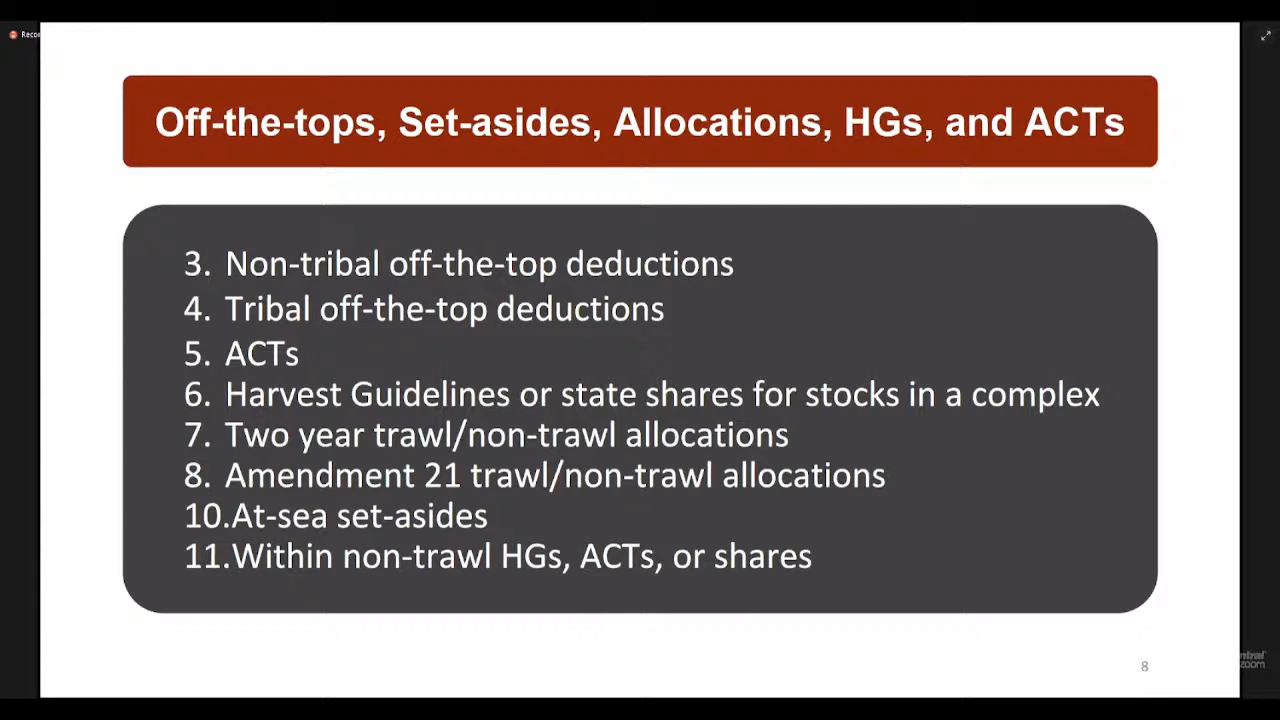 Recor
Off-the-tops, Set-asides, Allocations, HGs, and ACTs
3. Non-tribal off-the-top deductions
4. Tribal off-the-top deductions
5. ACTs
6. Harvest Guidelines or state shares for stocks in a complex
7. Two year trawl/non-trawl allocations
8. Amendment 21 trawl/non-trawl allocations
10.At-sea set-asides
11.Within non-trawl HGs, ACTs, or shares
8
zoom